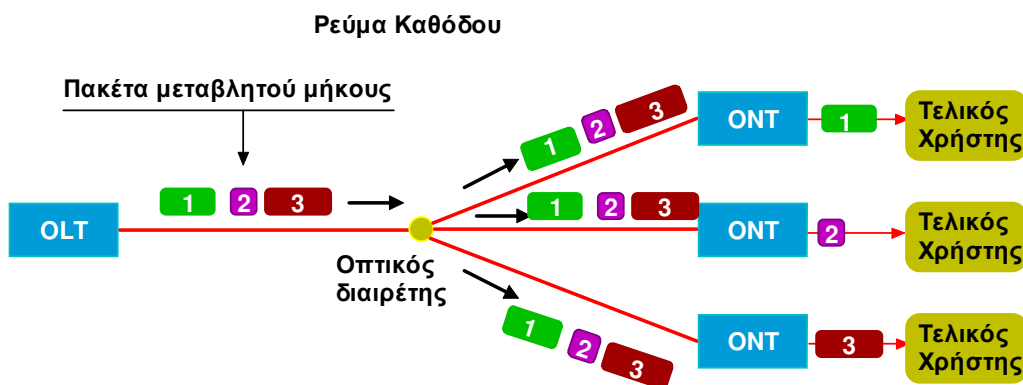 Ρεύμα Καθόδου
Πακέτα μεταβλητού μήκους
1 2 3
OLT
Οπτικός
διαιρέτης
1 2 3
ONT
1
Τελικός
Χρήστης
1 2 3
ONT
2
Τελικός
Χρήστης
1 2 3
ONT
3
Τελικός
Χρήστης